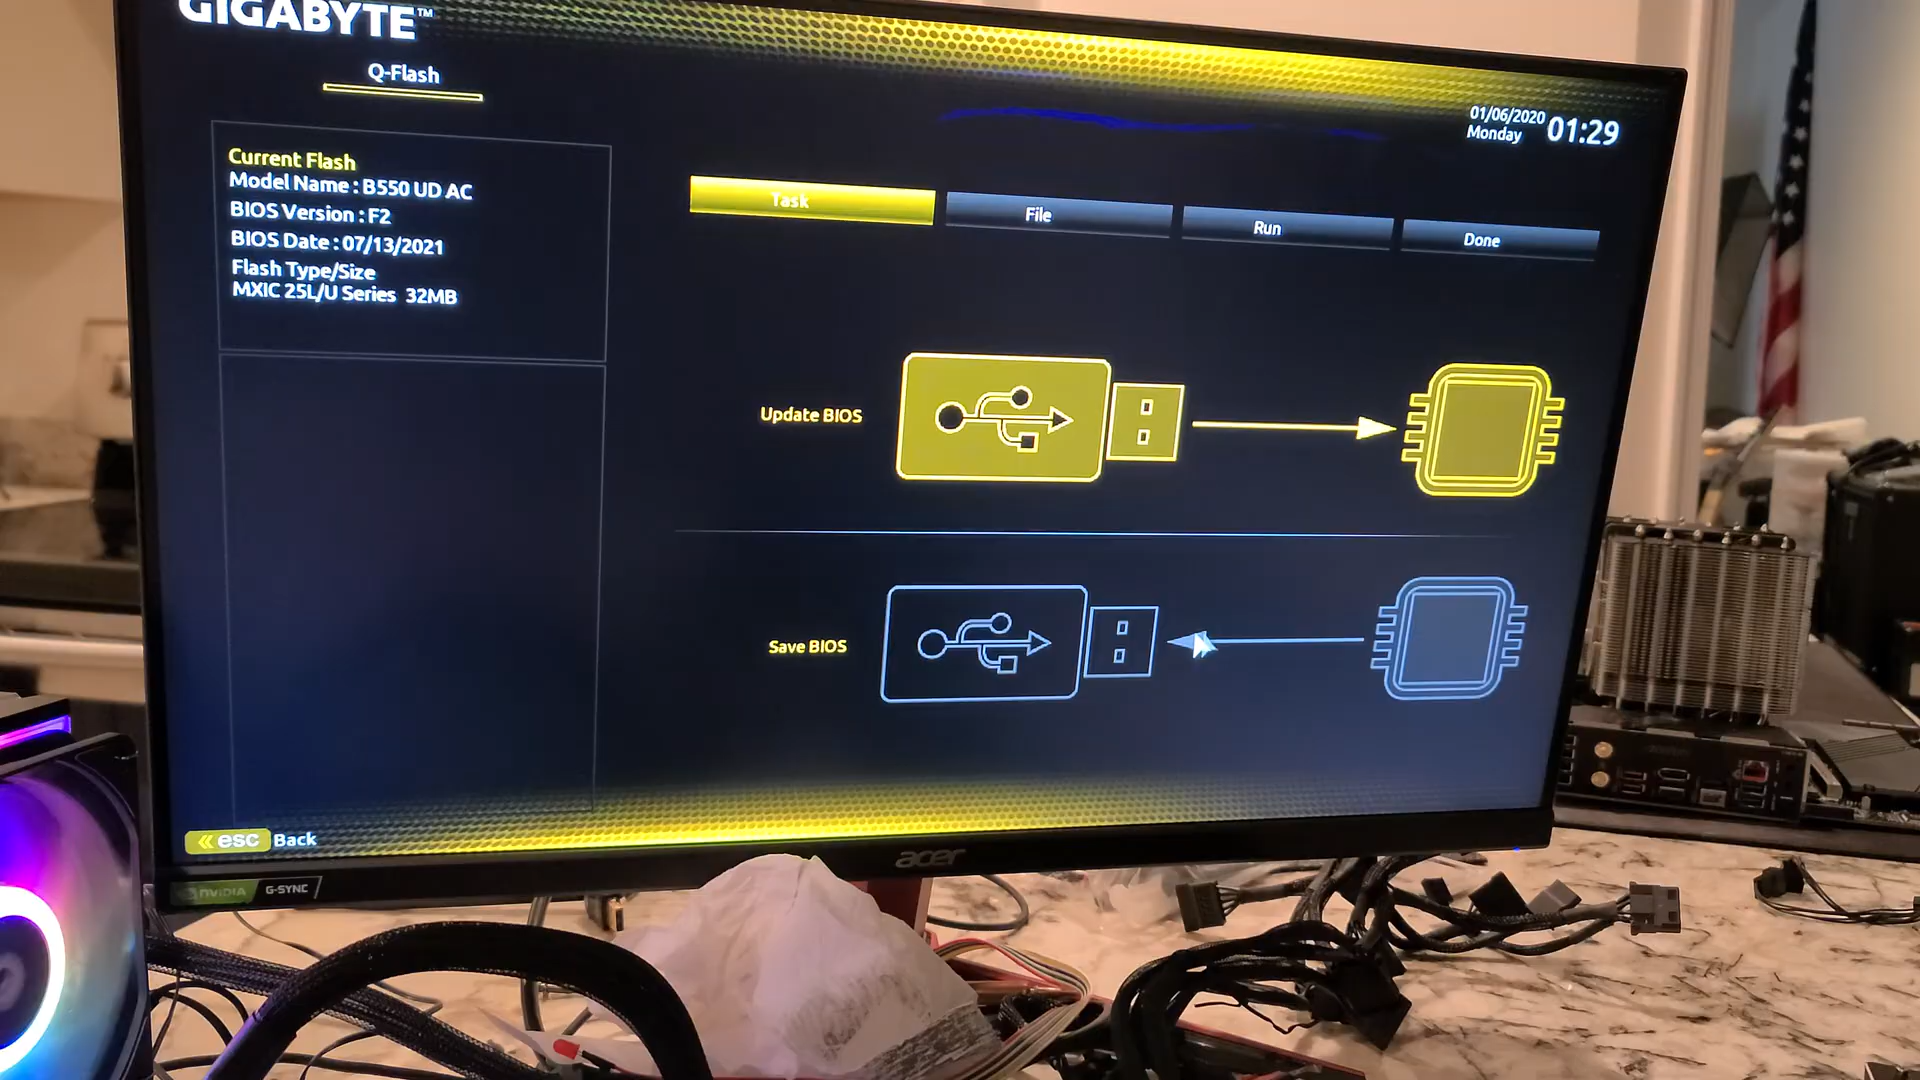 GIGABYTE™
Q-Flash
01/06/2020
Monday
01:29
Current Flash
Model Name : B550 UD AC
BIOS Version : F2
BIOS Date : 07/13/2021
Flash Type/Size
MXIC 25L/U Series 32MB
Task
File
Run
Done
Update BIOS
Save BIOS
esc Back
acer
NVIDIA G-SYNC